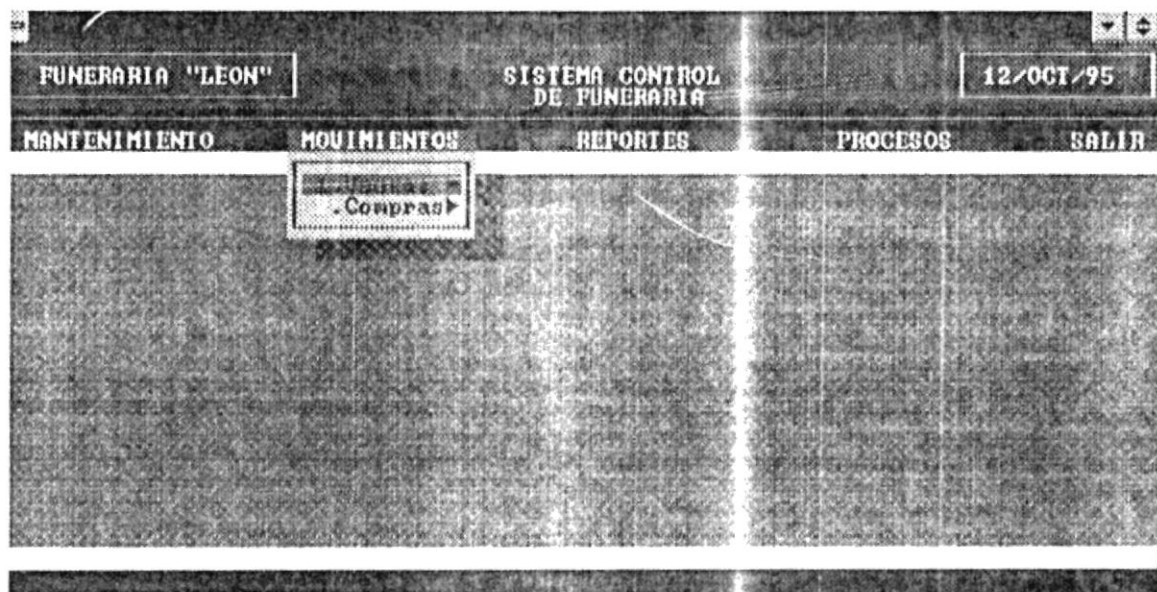 FUNERARIA "LEON"
SISTEMA CONTROL
DE FUNERARIA
12/OCT/95
MANTENIMIENTO MOVIMIENTOS REPORTES PROCESOS SALIR
.Compras